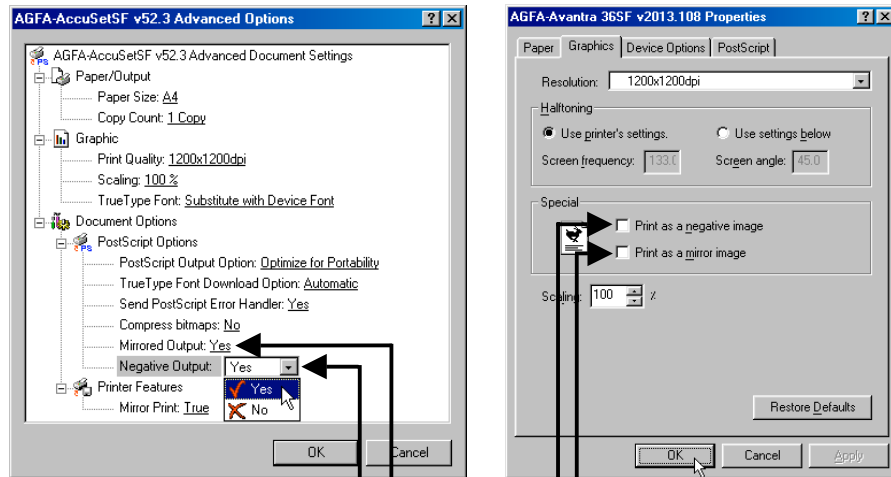 AGFA-AccuSetSF v52.3 Advanced Options
AGFA-AccuSetSF v52.3 Advanced Document Settings
Paper/Output
Paper Size: A4
Copy Count: 1 Copy
Graphic
Print Quality: 1200x1200dpi
Scaling: 100 %
TrueType Font: Substitute with Device Font
Document Options
PostScript Options
PostScript Output Option: Optimize for Portability
TrueType Font Download Option: Automatic
Send PostScript Error Handler: Yes
Compress bitmaps: No
Mirrored Output: Yes
Negative Output: Yes
Yes
No
Printer Features
Mirror Print: True
OK Cancel
AGFA-Avantra 36SF v2013.108 Properties
Paper Graphics Device Options PostScript
Resolution: 1200x1200dpi
Halftoning
Use printer's settings. Use settings below
Screen frequency: 133.0 Screen angle: 45.0
Special
Print as a negative image
Print as a mirror image
Scaling: 100 %
Restore Defaults
OK Cancel Apply